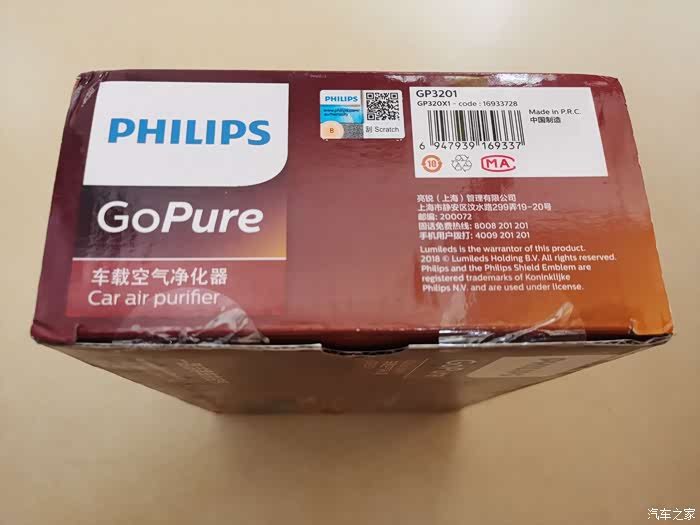 PHILIPS
GoPure
车载空气净化器
Car air purifier
PHILIPS
B
刮 Scratch
GP3201
GP320X1 - code : 16933728
Made in P.R.C.
中国制造
6 947939 169337
10
MA
亮锐（上海）管理有限公司
上海市静安区汶水路299弄19-20号
邮编: 200072
固话免费热线: 8008 201 201
手机用户拨打: 4009 201 201
Lumileds is the warrantor of this product.
2018 © Lumileds Holding B.V. All rights reserved.
Philips and the Philips Shield Emblem are
registered trademarks of Koninklijke
Philips N.V. and are used under license.
PHILIPS
GoPure
汽车之家